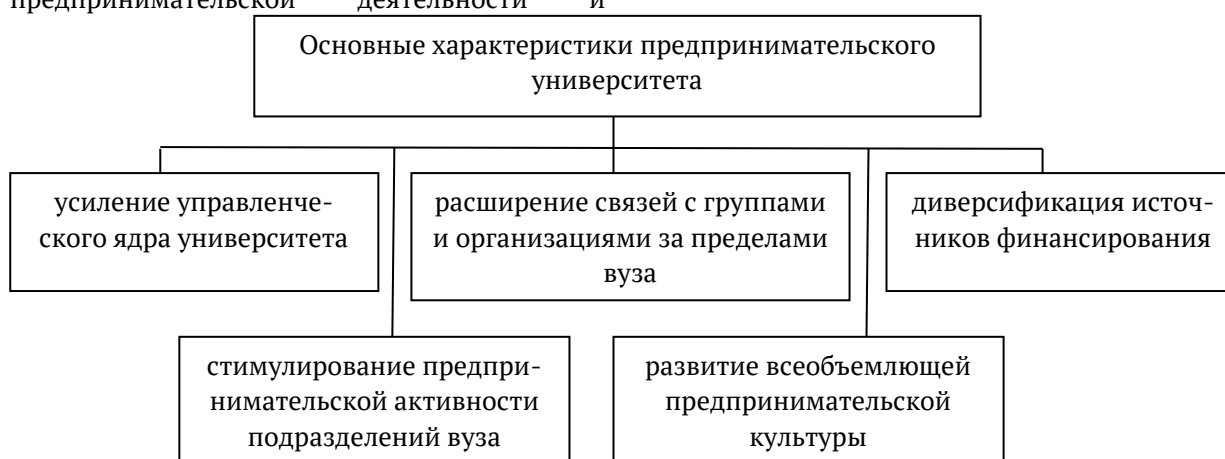 предпринимательской деятельности и
Основные характеристики предпринимательского
университета
усиление управленче-
ского ядра университета
расширение связей с группами
и организациями за пределами
вуза
диверсификация источ-
ников финансирования
стимулирование предпри-
нимательской активности
подразделений вуза
развитие всеобъемлющей
предпринимательской
культуры